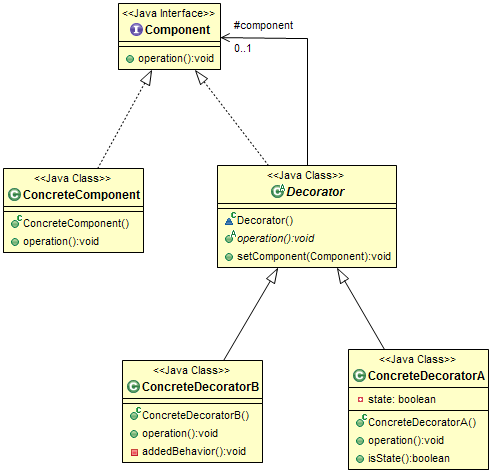 <<Java Interface>>
Component
operation():void
#component
0..1
<<Java Class>>
ConcreteComponent
ConcreteComponent()
operation():void
<<Java Class>>
Decorator
Decorator()
operation():void
setComponent(Component):void
<<Java Class>>
ConcreteDecoratorB
ConcreteDecoratorB()
operation():void
addedBehavior():void
<<Java Class>>
ConcreteDecoratorA
state: boolean
ConcreteDecoratorA()
operation():void
isState():boolean